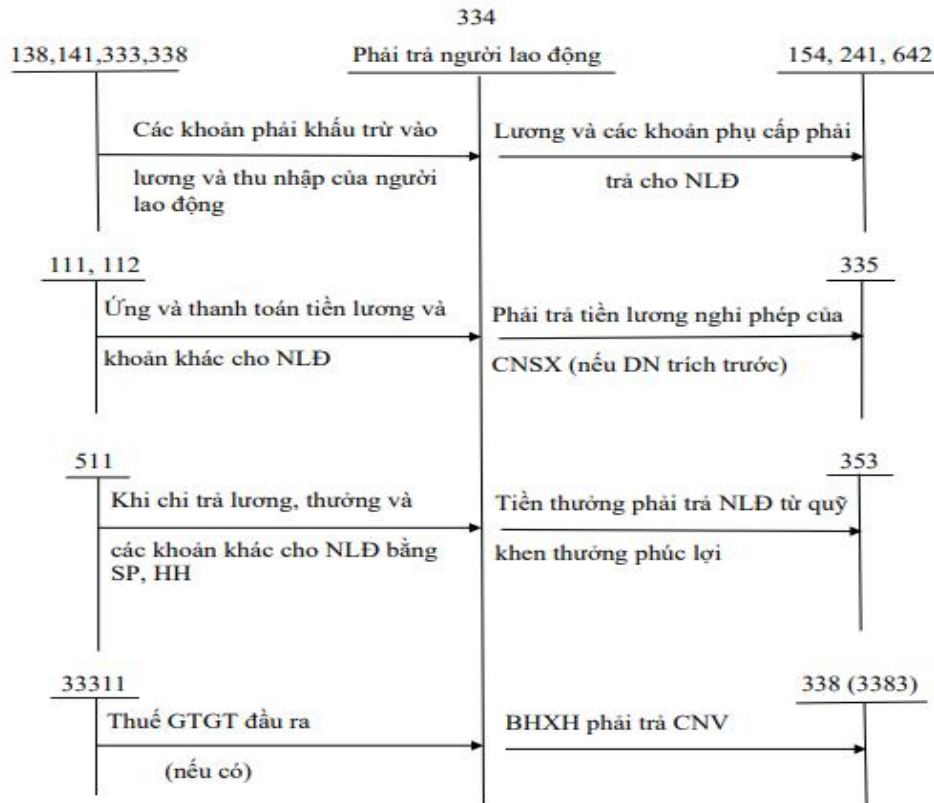 334
138,141,333,338
Phải trả người lao động
154, 241, 642
Các khoản phải khấu trừ vào
lương và thu nhập của người
lao động
Lương và các khoản phụ cấp phải
trả cho NLĐ
111, 112
335
Ứng và thanh toán tiền lương và
khoản khác cho NLĐ
Phải trả tiền lương nghỉ phép của
CNSX (nếu DN trích trước)
511
353
Khi chi trả lương, thưởng và
các khoản khác cho NLĐ bằng
SP, HH
Tiền thưởng phải trả NLĐ từ quỹ
khen thưởng phúc lợi
33311
338 (3383)
Thuế GTGT đầu ra
(nếu có)
BHXH phải trả CNV